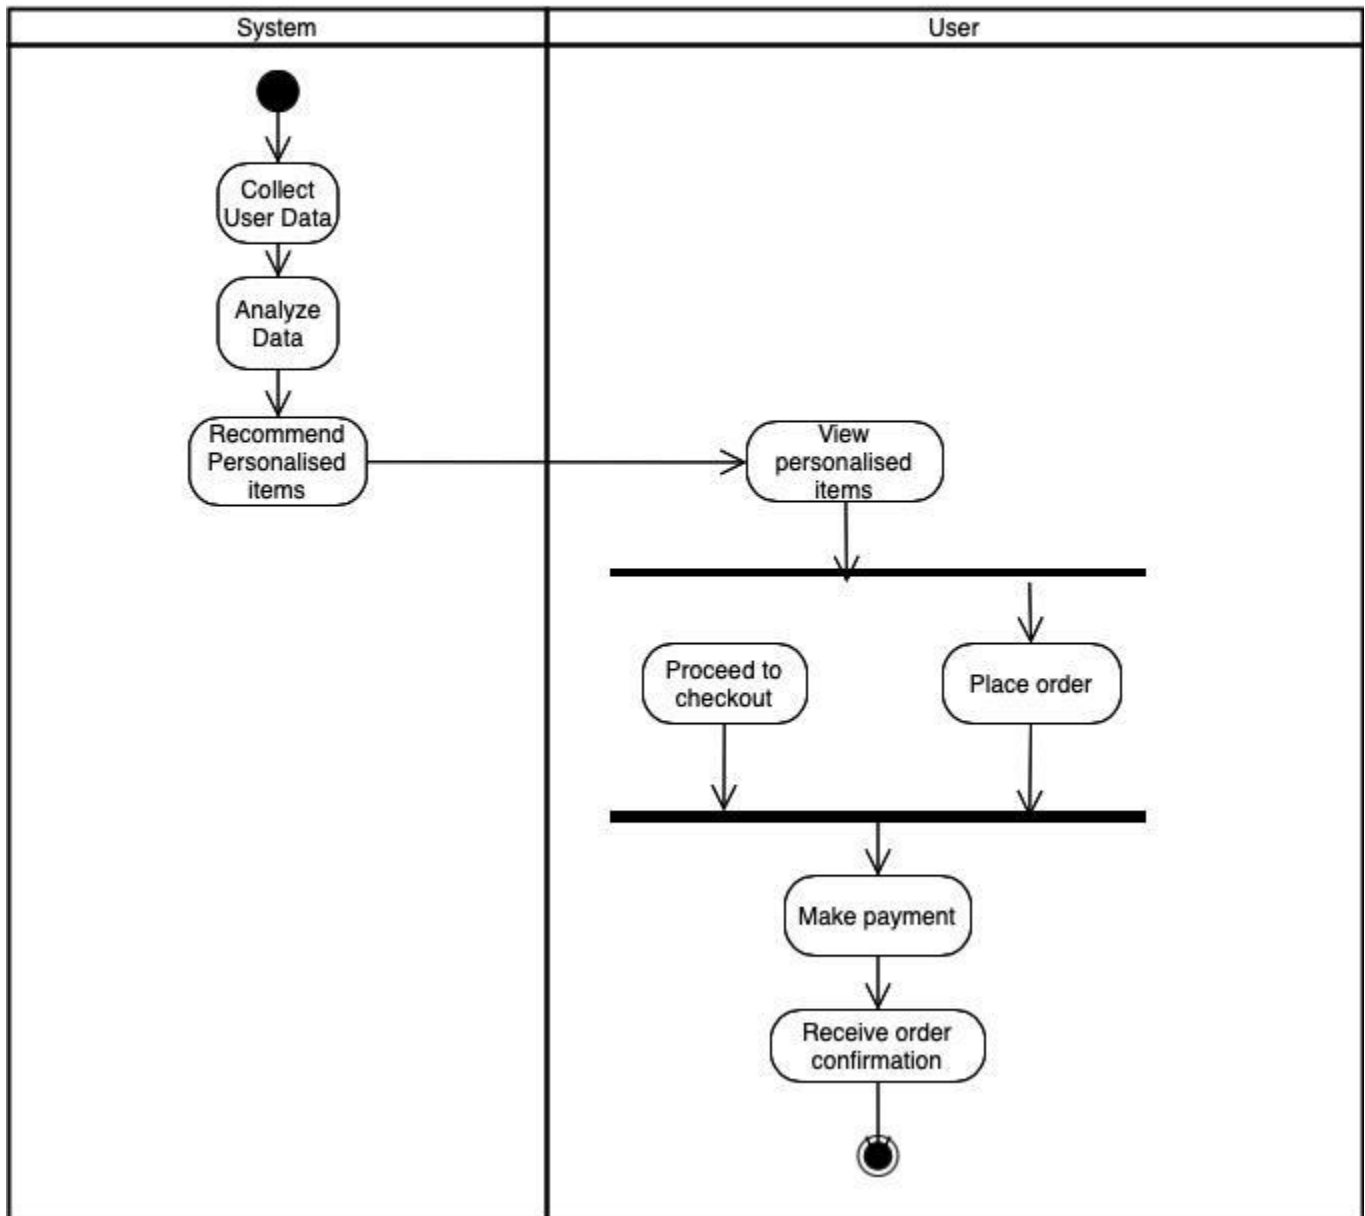 System
User
Collect
User Data
Analyze
Data
Recommend
Personalised
items
View
personalised
items
Proceed to
checkout
Place order
Make payment
Receive order
confirmation